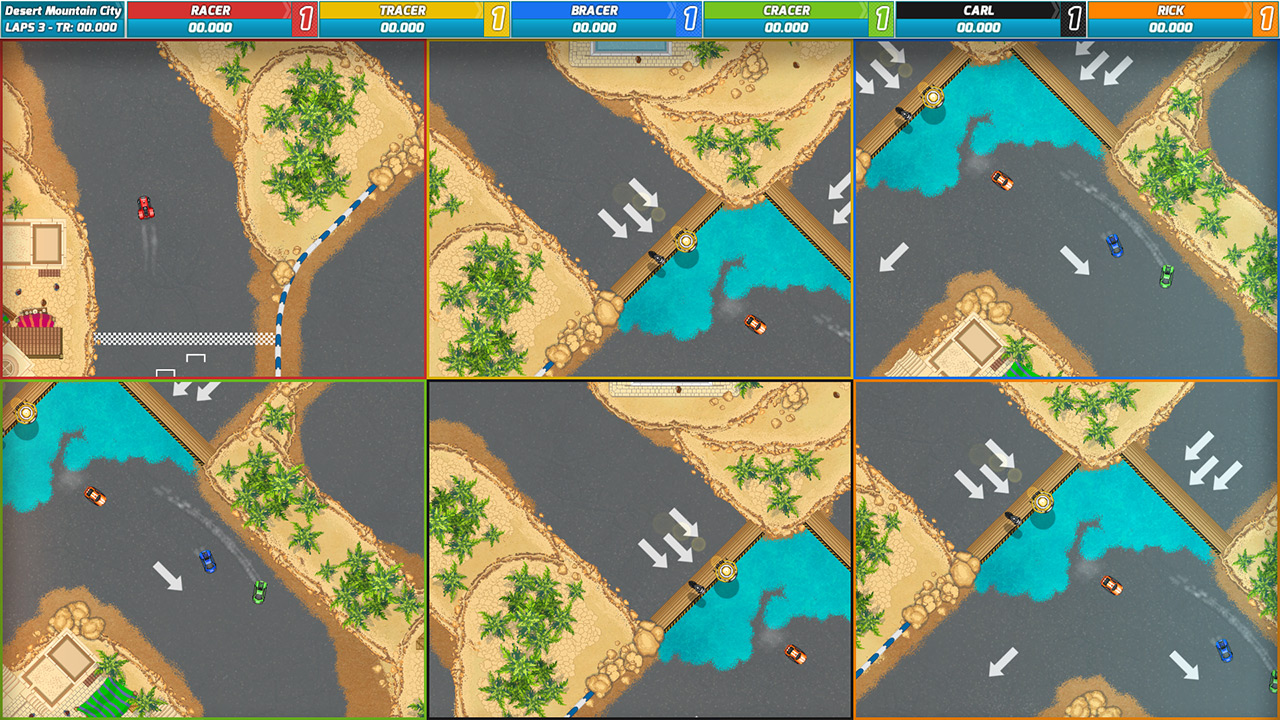 Desert Mountain City
LAPS 3 - TR: 00.000
RACER
00.000
1
TRACER
00.000
1
BRACER
00.000
1
CRACER
00.000
1
CARL
00.000
1
RICK
00.000
1